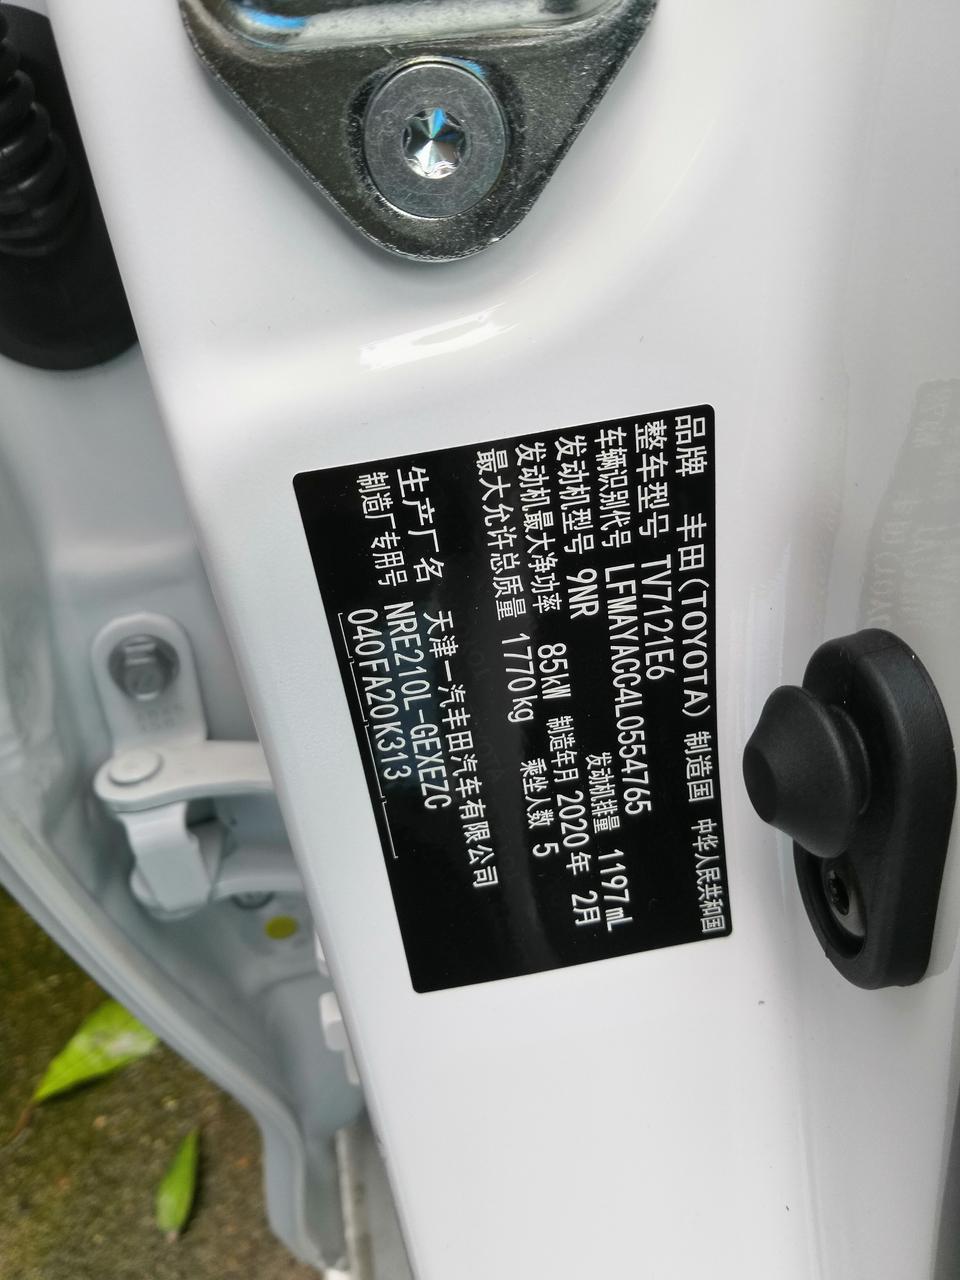 品牌 丰田(TOYOTA) 制造国 中华人民共和国
整车型号 TV7121E6
车辆识别代号 LFMAYACC4L0554765
发动机型号 9NR 发动机排量 1197mL
发动机最大净功率 85kW 制造年月 2020年 2月
最大允许总质量 1770kg 乘坐人数 5
生产厂名 天津一汽丰田汽车有限公司
制造厂专用号 NRE210L-GEXEZC
040FA20K313